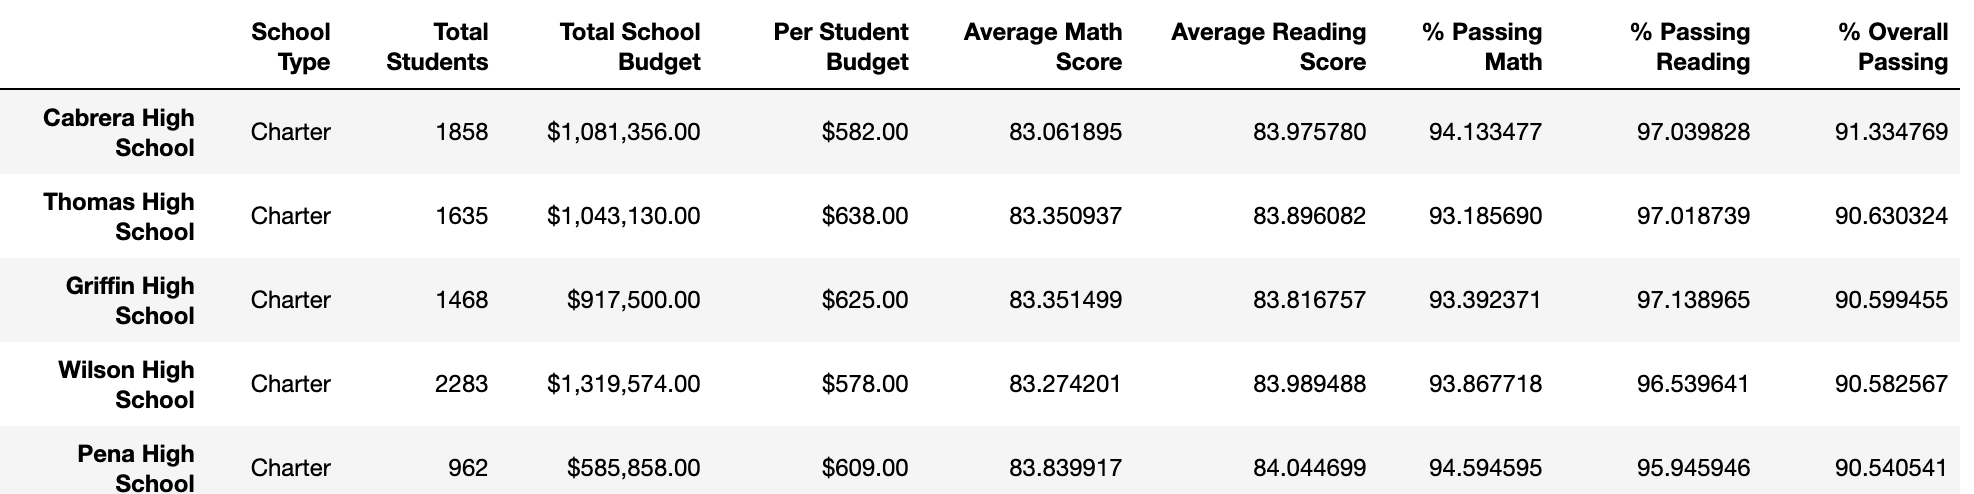 School Total Total School Per Student Average Math Average Reading % Passing % Passing % Overall
Type Students Budget Budget Score Score Math Reading Passing
Cabrera High
School Charter 1858 $1,081,356.00 $582.00 83.061895 83.975780 94.133477 97.039828 91.334769
Thomas High
School Charter 1635 $1,043,130.00 $638.00 83.350937 83.896082 93.185690 97.018739 90.630324
Griffin High
School Charter 1468 $917,500.00 $625.00 83.351499 83.816757 93.392371 97.138965 90.599455
Wilson High
School Charter 2283 $1,319,574.00 $578.00 83.274201 83.989488 93.867718 96.539641 90.582567
Pena High
School Charter 962 $585,858.00 $609.00 83.839917 84.044699 94.594595 95.945946 90.540541